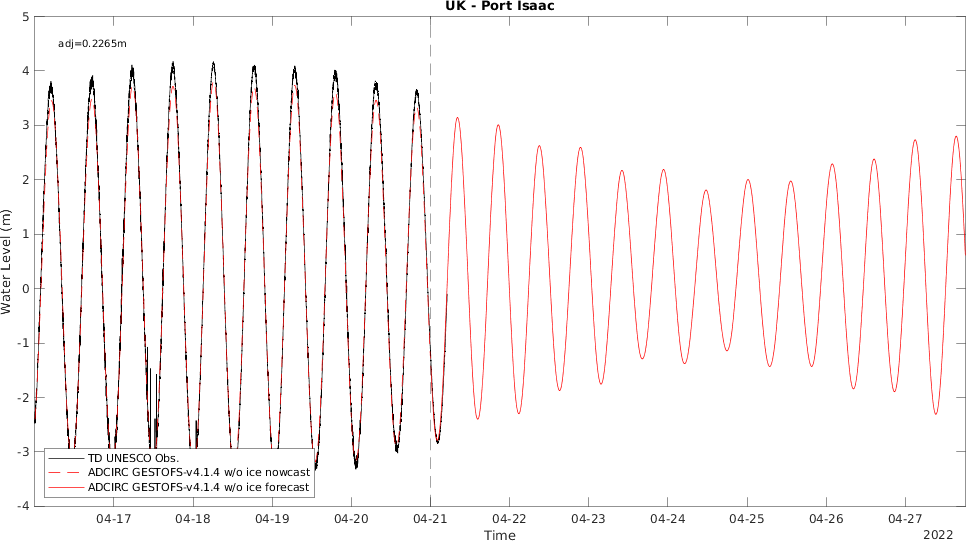 UK - Port Isaac
adj=0.2265m
5
4
3
2
1
0
-1
-2
-3
-4
Water Level (m)
TD UNESCO Obs.
ADCIRC GESTOFS-v4.1.4 w/o ice nowcast
ADCIRC GESTOFS-v4.1.4 w/o ice forecast
04-17 04-18 04-19 04-20 04-21 04-22 04-23 04-24 04-25 04-26 04-27
Time
2022